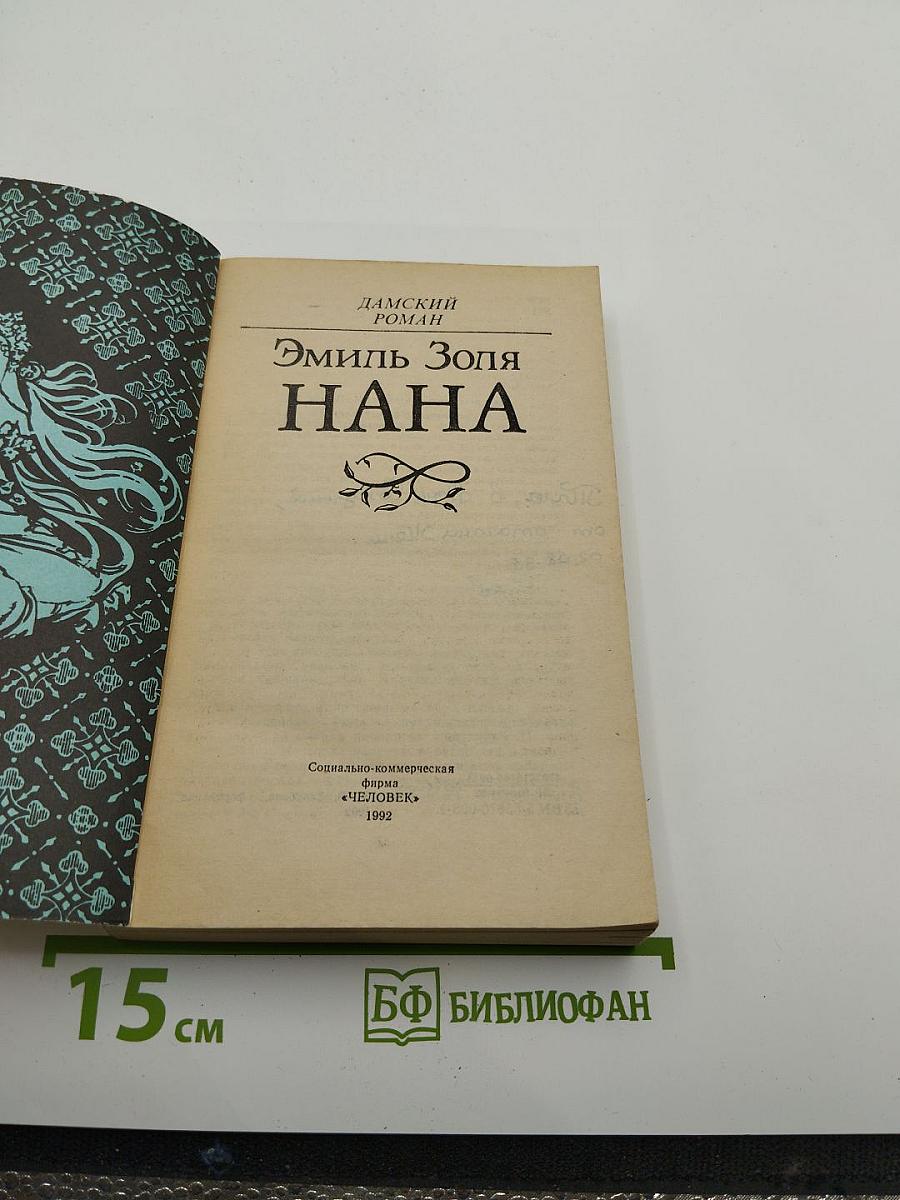 ДАМСКИЙ
РОМАН
Эмиль Золя
НАНА
Социально-коммерческая
фирма
«ЧЕЛОВЕК»
1992
15 см
БФ БИБЛИОФАН